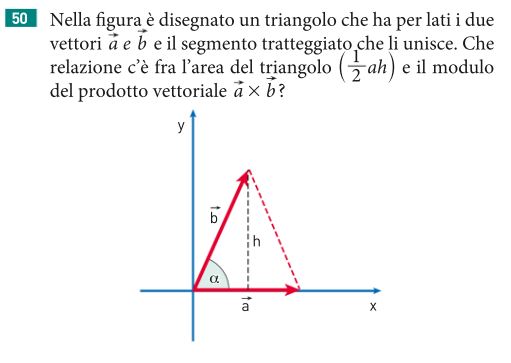 50 Nella figura è disegnato un triangolo che ha per lati i due
vettori a⃗ e b⃗ e il segmento tratteggiato che li unisce. Che
relazione c'è fra l'area del triangolo (1/2 ah) e il modulo
del prodotto vettoriale a⃗ × b⃗?
y
b⃗
h
α
a⃗
x